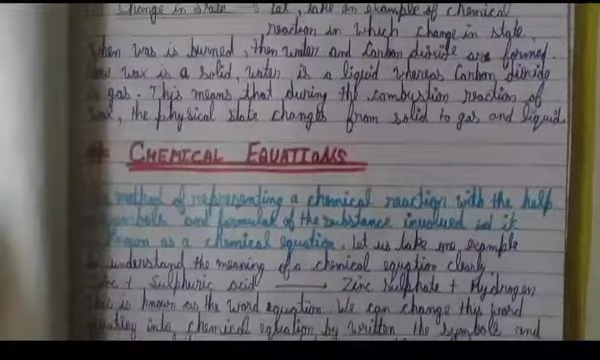 Change in state → Let, take an example of chemical
reaction in which change in state.
When wax is burned, then water and Carbon dioxide are formed.
Now wax is a solid, water is a liquid whereas Carbon dioxide
is gas. This means that during the combustion reaction of
wax, the physical state changes from solid to gas and liquid.
CHEMICAL EQUATIONS
The method of representing a chemical reaction with the help
symbols and formulas of the substance involved in it
is known as a chemical equation. Let us take one example
understand the meaning of a chemical equation clearly.
Zinc + Sulphuric acid → Zinc Sulphate + Hydrogen
This is known as the word equation. We can change this word
equation into chemical equation by written the symbols and